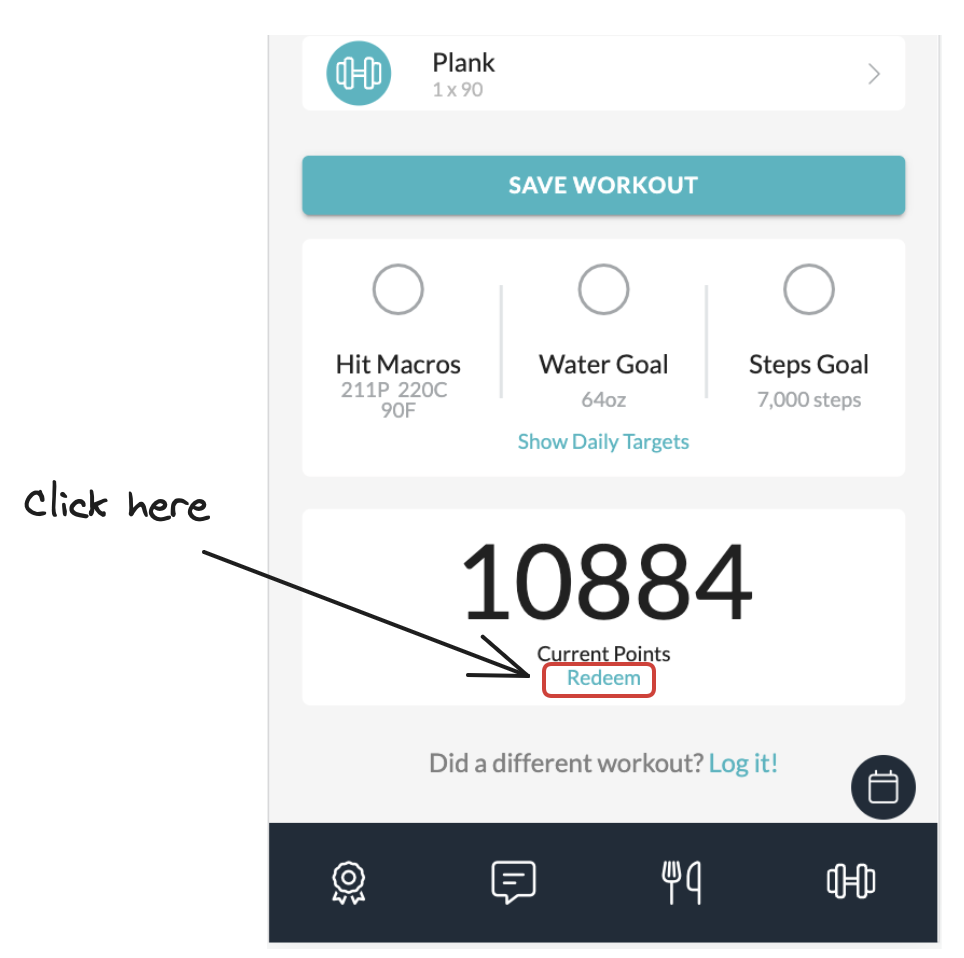 Plank
1 x 90
SAVE WORKOUT
Hit Macros
211P 220C
90F
Water Goal
64oz
Steps Goal
7,000 steps
Show Daily Targets
Click here
10884
Current Points
Redeem
Did a different workout? Log it!